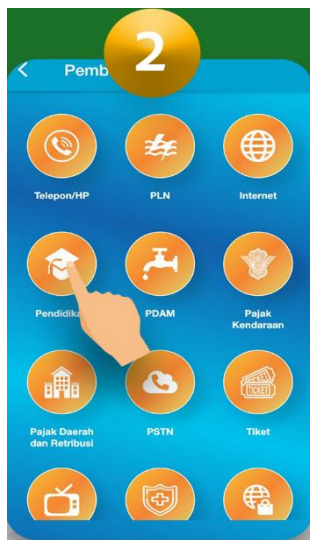 2
Pemb
Telepon/HP
PLN
Internet
PDAM
Pajak
Kendaraan
Pajak Daerah
dan Retribusi
PSTN
Tiket
TICKET